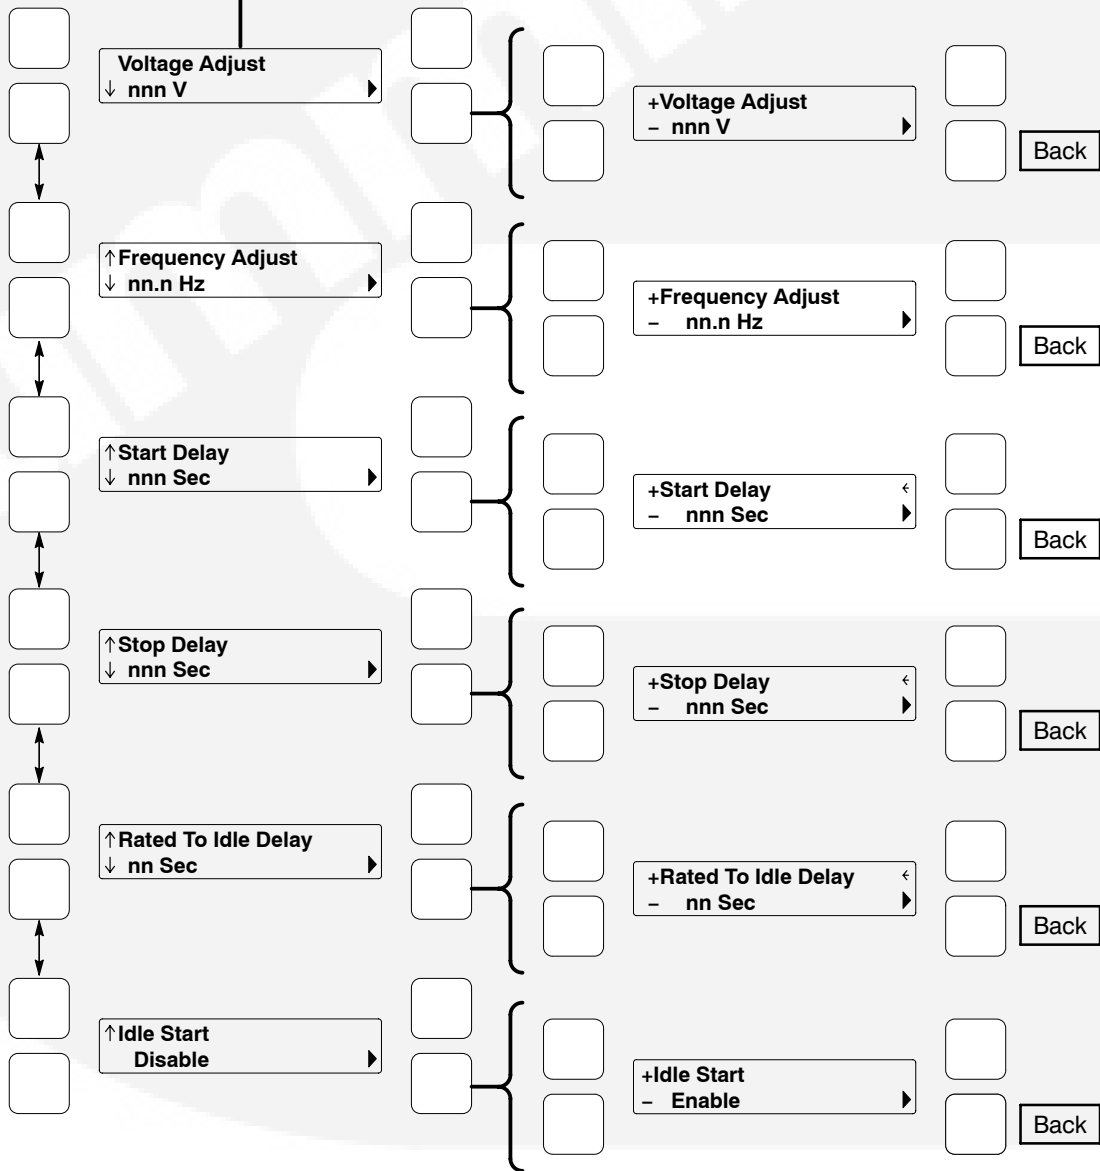 Voltage Adjust
↓ nnn V
+Voltage Adjust
– nnn V
Back
↑Frequency Adjust
↓ nn.n Hz
+Frequency Adjust
– nn.n Hz
Back
↑Start Delay
↓ nnn Sec
+Start Delay ←
– nnn Sec
Back
↑Stop Delay
↓ nnn Sec
+Stop Delay ←
– nnn Sec
Back
↑Rated To Idle Delay
↓ nn Sec
+Rated To Idle Delay ←
– nn Sec
Back
↑Idle Start
Disable
+Idle Start
– Enable
Back